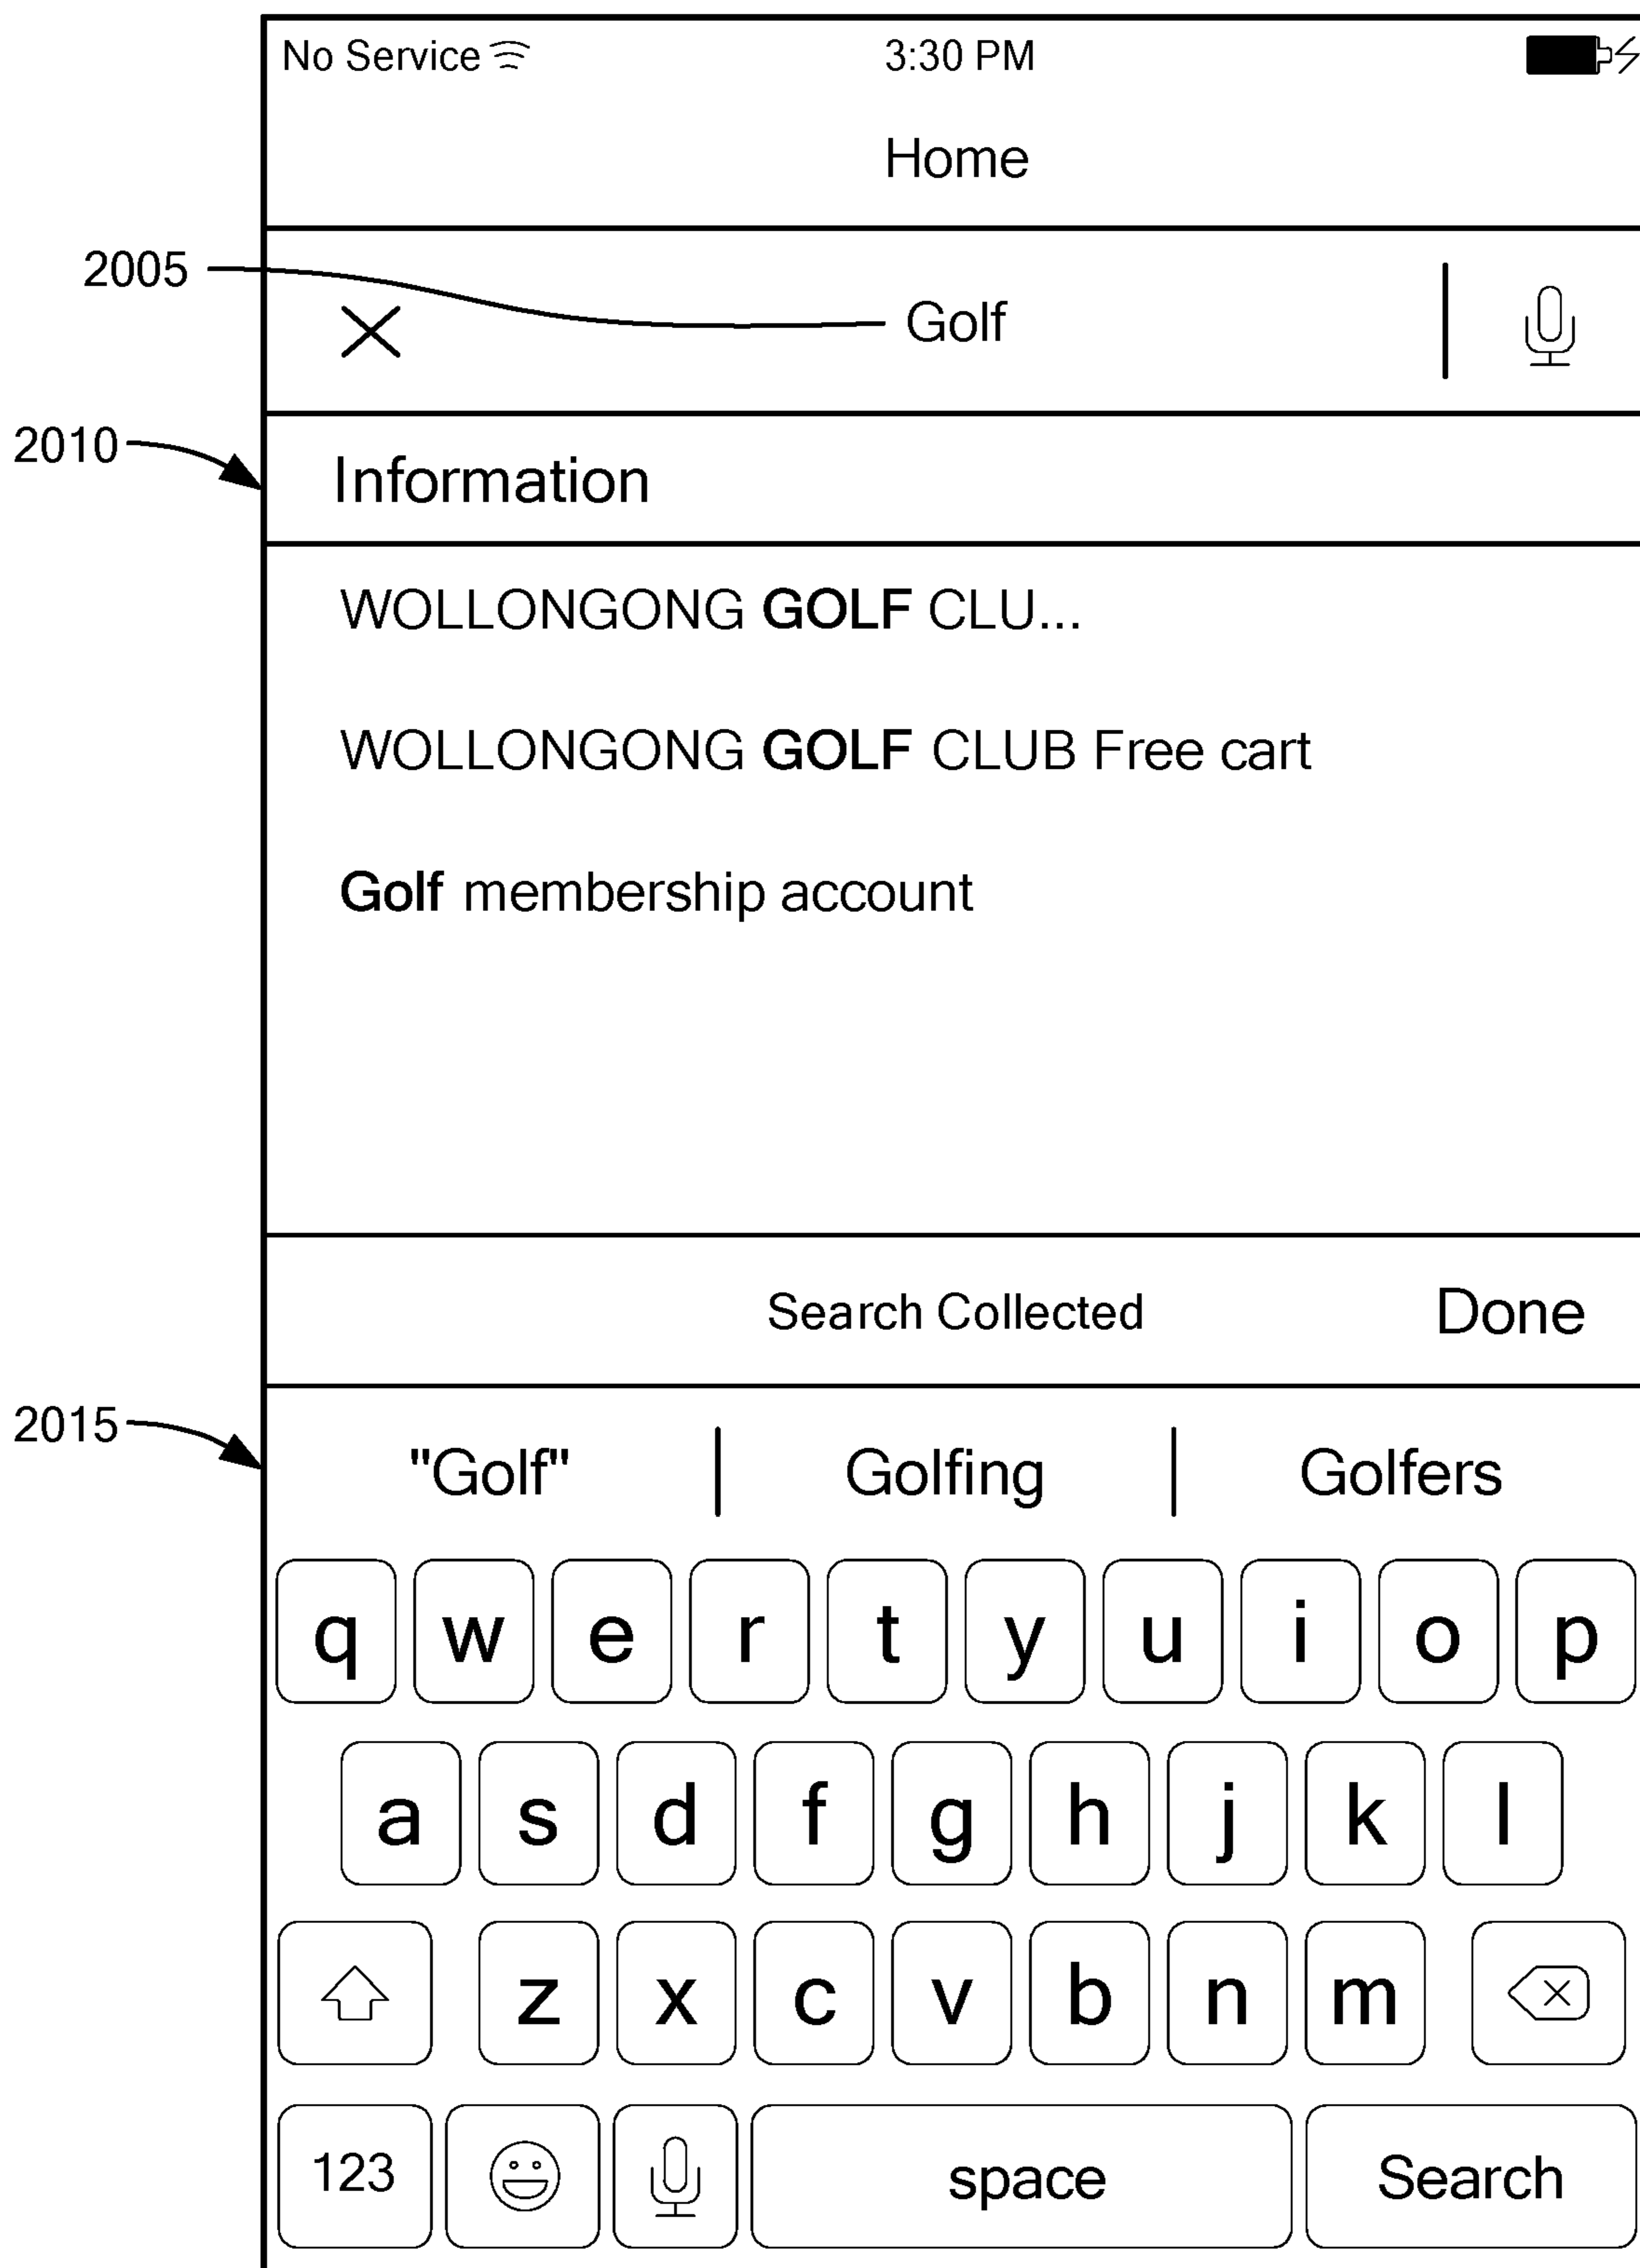 No Service 3:30 PM
Home
2005
Golf
2010
Information
WOLLONGONG GOLF CLU...
WOLLONGONG GOLF CLUB Free cart
Golf membership account
Search Collected Done
2015
"Golf" Golfing Golfers
q w e r t y u i o p
a s d f g h j k l
z x c v b n m
123 space Search